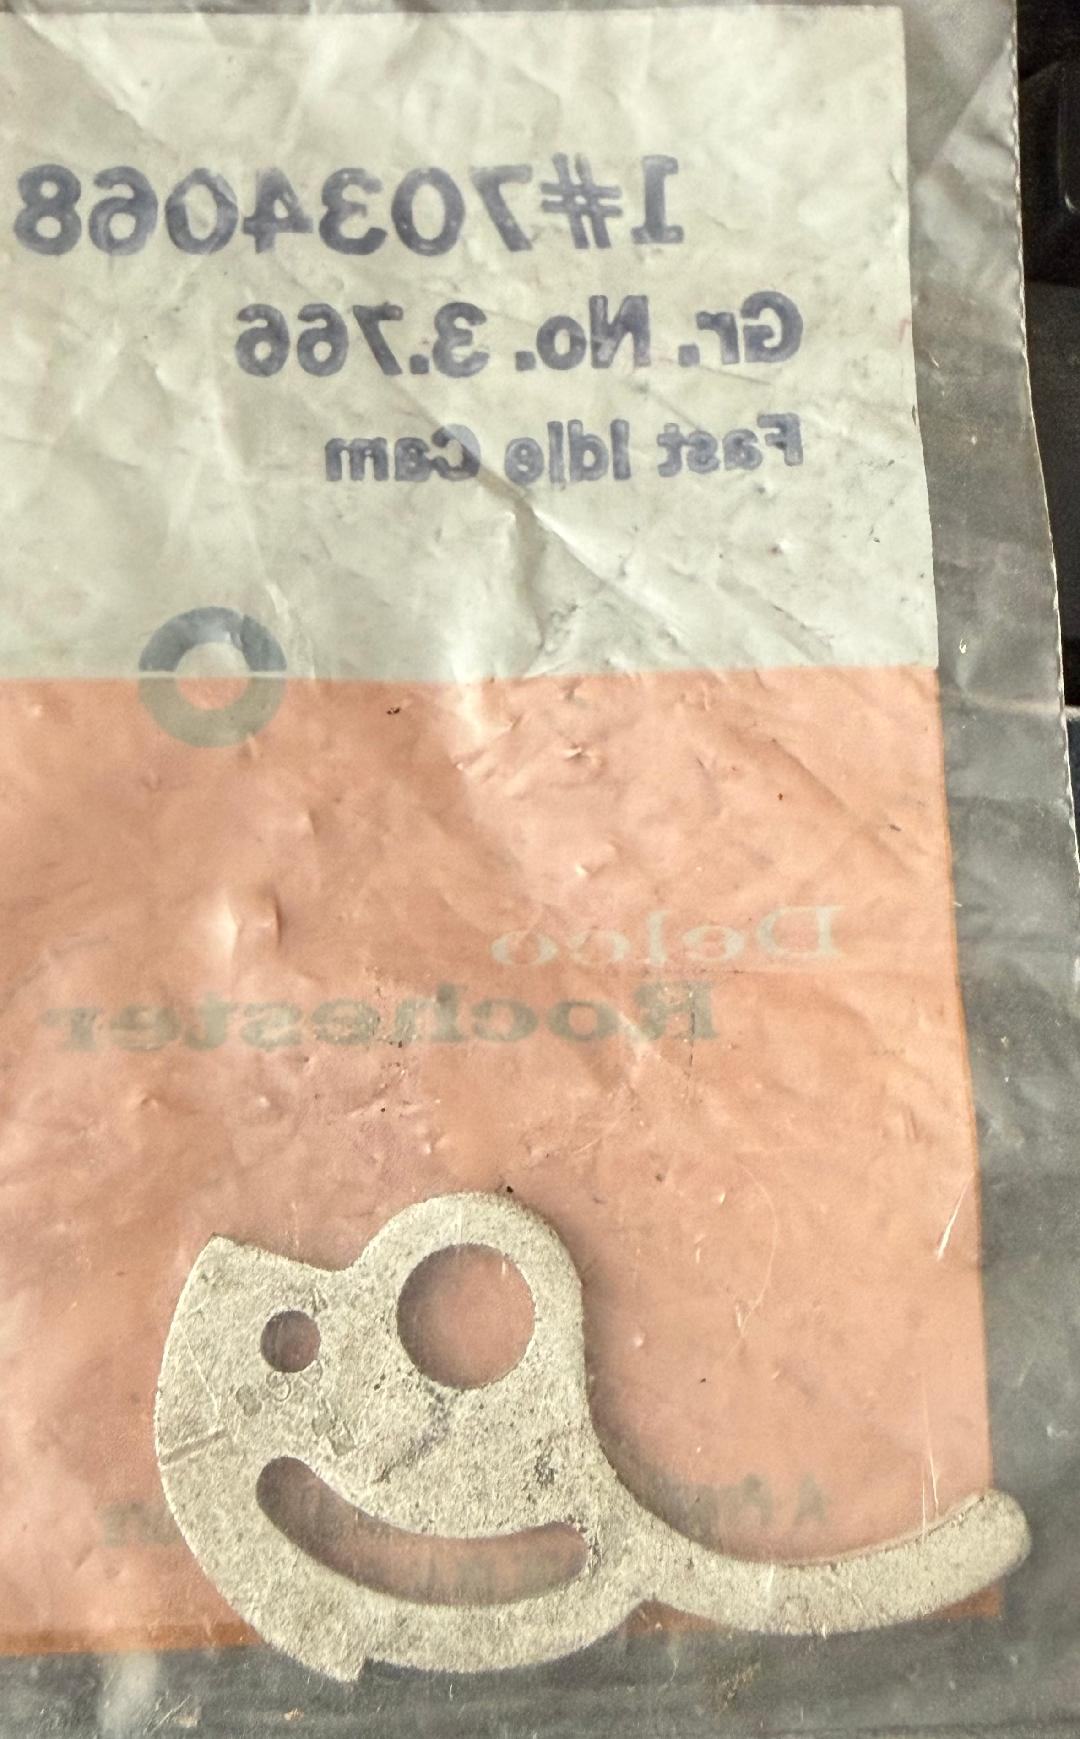 1#7034068
Gr. No. 3.766
Fast Idle Cam
Delco
Rochester